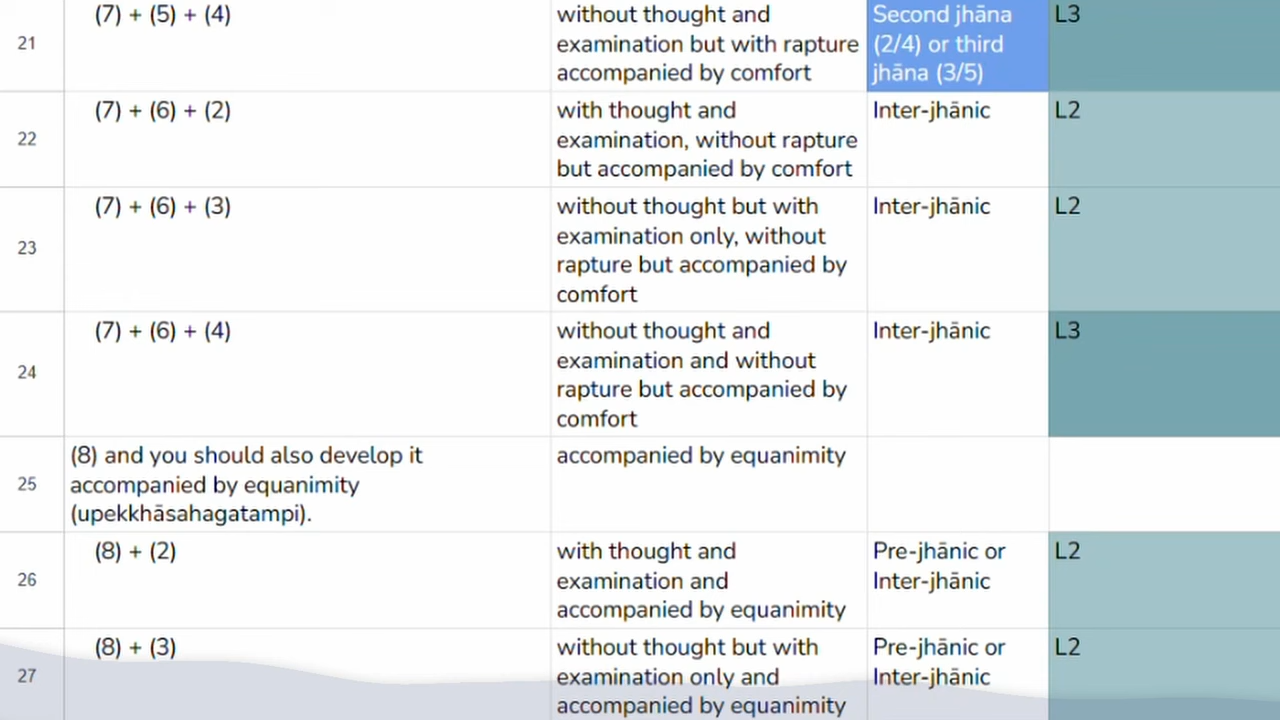 21
(7) + (5) + (4)
without thought and
examination but with rapture
accompanied by comfort
Second jhāna
(2/4) or third
jhāna (3/5)
L3
22
(7) + (6) + (2)
with thought and
examination, without rapture
but accompanied by comfort
Inter-jhānic
L2
23
(7) + (6) + (3)
without thought but with
examination only, without
rapture but accompanied by
comfort
Inter-jhānic
L2
24
(7) + (6) + (4)
without thought and
examination and without
rapture but accompanied by
comfort
Inter-jhānic
L3
25
(8) and you should also develop it
accompanied by equanimity
(upekkhāsahagatampi).
accompanied by equanimity
26
(8) + (2)
with thought and
examination and
accompanied by equanimity
Pre-jhānic or
Inter-jhānic
L2
27
(8) + (3)
without thought but with
examination only and
accompanied by equanimity
Pre-jhānic or
Inter-jhānic
L2